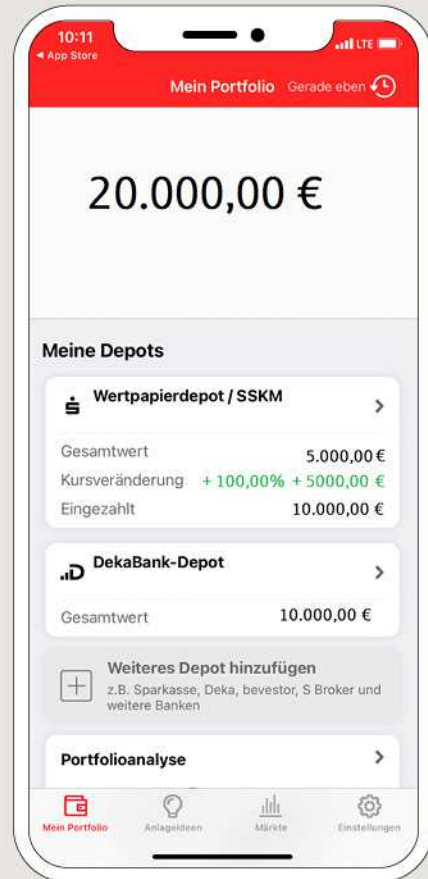 10:11
LTE
◀ App Store
Mein Portfolio Gerade eben
20.000,00 €
Meine Depots
Wertpapierdepot / SSKM
Gesamtwert 5.000,00 €
Kursveränderung + 100,00% + 5000,00 €
Eingezahlt 10.000,00 €
DekaBank-Depot
Gesamtwert 10.000,00 €
Weiteres Depot hinzufügen
z.B. Sparkasse, Deka, bevestor, S Broker und
weitere Banken
Portfolioanalyse
Mein Portfolio Anlageideen Märkte Einstellungen